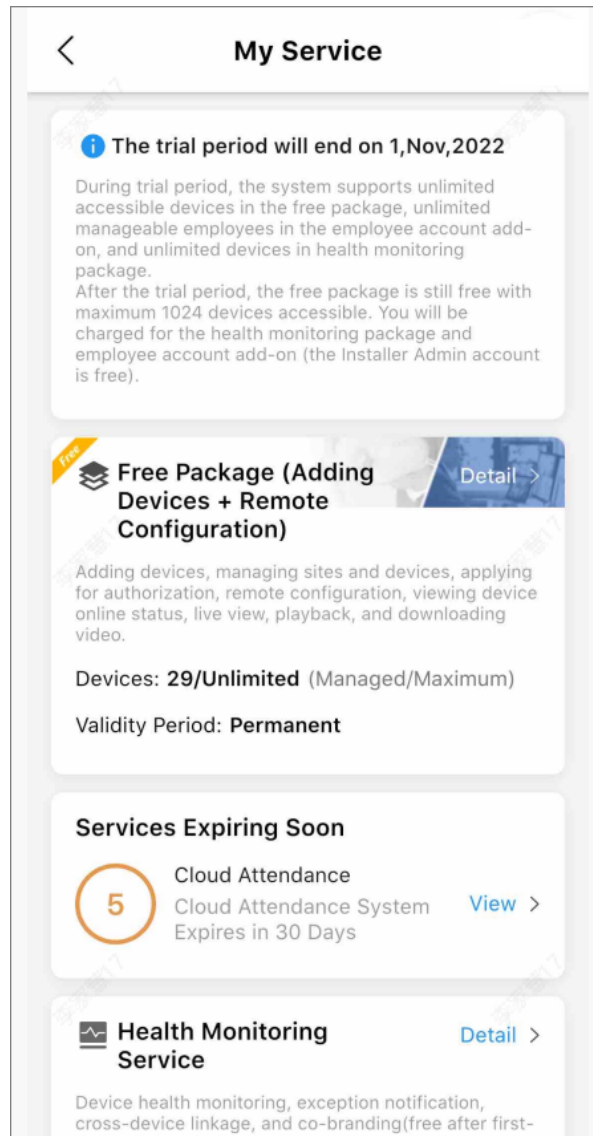 My Service
The trial period will end on 1,Nov,2022
During trial period, the system supports unlimited
accessible devices in the free package, unlimited
manageable employees in the employee account add-
on, and unlimited devices in health monitoring
package.
After the trial period, the free package is still free with
maximum 1024 devices accessible. You will be
charged for the health monitoring package and
employee account add-on (the Installer Admin account
is free).
Free
Free Package (Adding
Devices + Remote
Configuration)
Detail >
Adding devices, managing sites and devices, applying
for authorization, remote configuration, viewing device
online status, live view, playback, and downloading
video.
Devices: 29/Unlimited (Managed/Maximum)
Validity Period: Permanent
Services Expiring Soon
5
Cloud Attendance
Cloud Attendance System
Expires in 30 Days
View >
Health Monitoring
Service
Detail >
Device health monitoring, exception notification,
cross-device linkage, and co-branding(free after first-